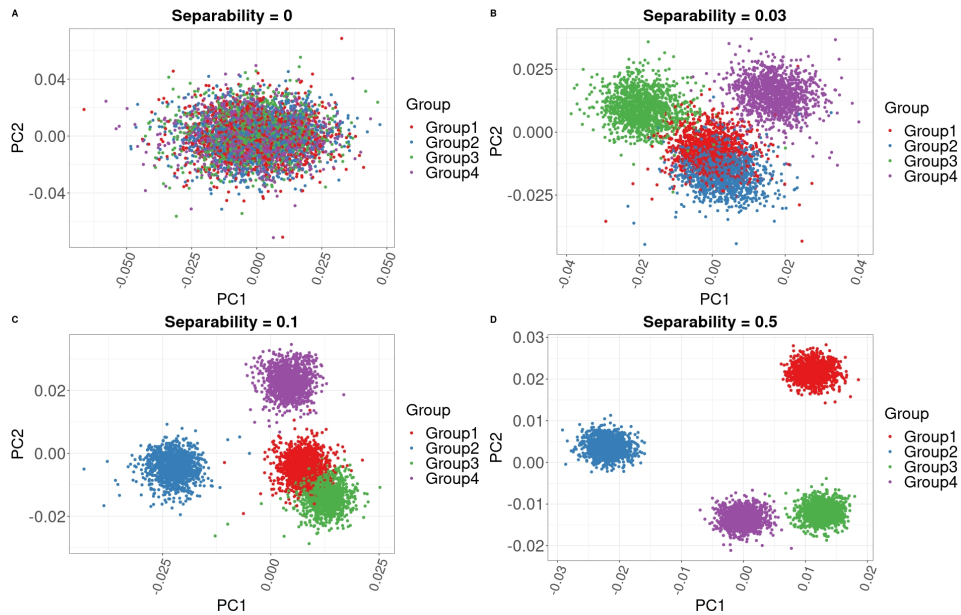 A
Separability = 0
PC2
0.04
0.00
-0.04
-0.050
-0.025
0.000
0.025
0.050
PC1
Group
Group1
Group2
Group3
Group4
B
Separability = 0.03
PC2
0.025
0.000
-0.025
-0.04
-0.02
0.00
0.02
0.04
PC1
Group
Group1
Group2
Group3
Group4
C
Separability = 0.1
PC2
0.02
0.00
-0.02
-0.025
0.000
0.025
PC1
Group
Group1
Group2
Group3
Group4
D
Separability = 0.5
PC2
0.03
0.02
0.01
0.00
-0.01
-0.02
-0.03
-0.02
-0.01
0.00
0.01
0.02
PC1
Group
Group1
Group2
Group3
Group4